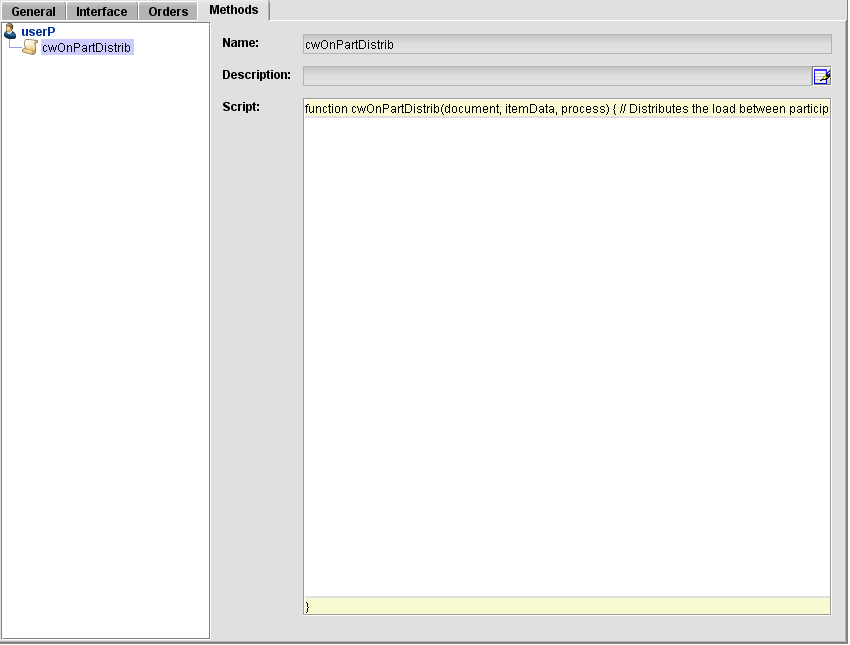 General Interface Orders Methods
userP
cwOnPartDistrib
Name: cwOnPartDistrib
Description:
Script: function cwOnPartDistrib(document, itemData, process) { // Distributes the load between particip
}